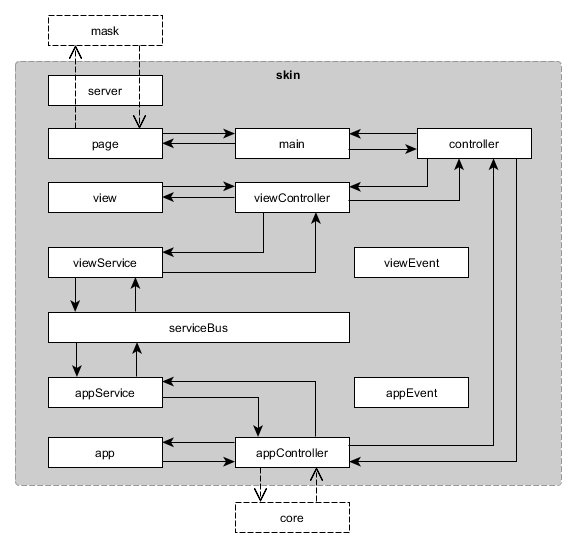 mask
skin
server
page
main
controller
view
viewController
viewService
viewEvent
serviceBus
appService
appEvent
app
appController
core